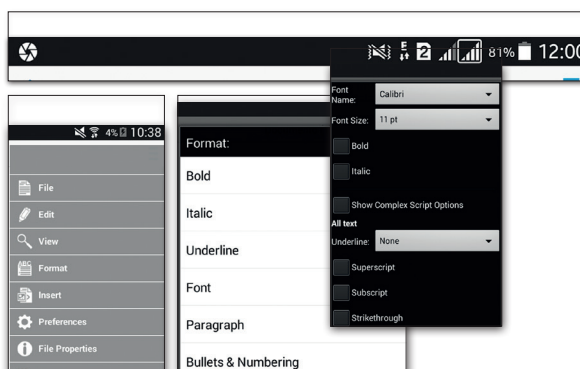 E
2
81%
12:00
4%
10:38
File
Edit
View
ABC
Format
Insert
Preferences
File Properties
Format:
Bold
Italic
Underline
Font
Paragraph
Bullets & Numbering
Font Name:
Calibri
Font Size:
11 pt
Bold
Italic
Show Complex Script Options
All text
Underline:
None
Superscript
Subscript
Strikethrough